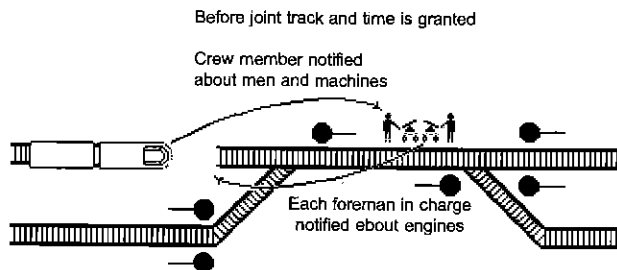 Before joint track and time is granted
Crew member notified
about men and machines
Each foreman in charge
notified ebout engines